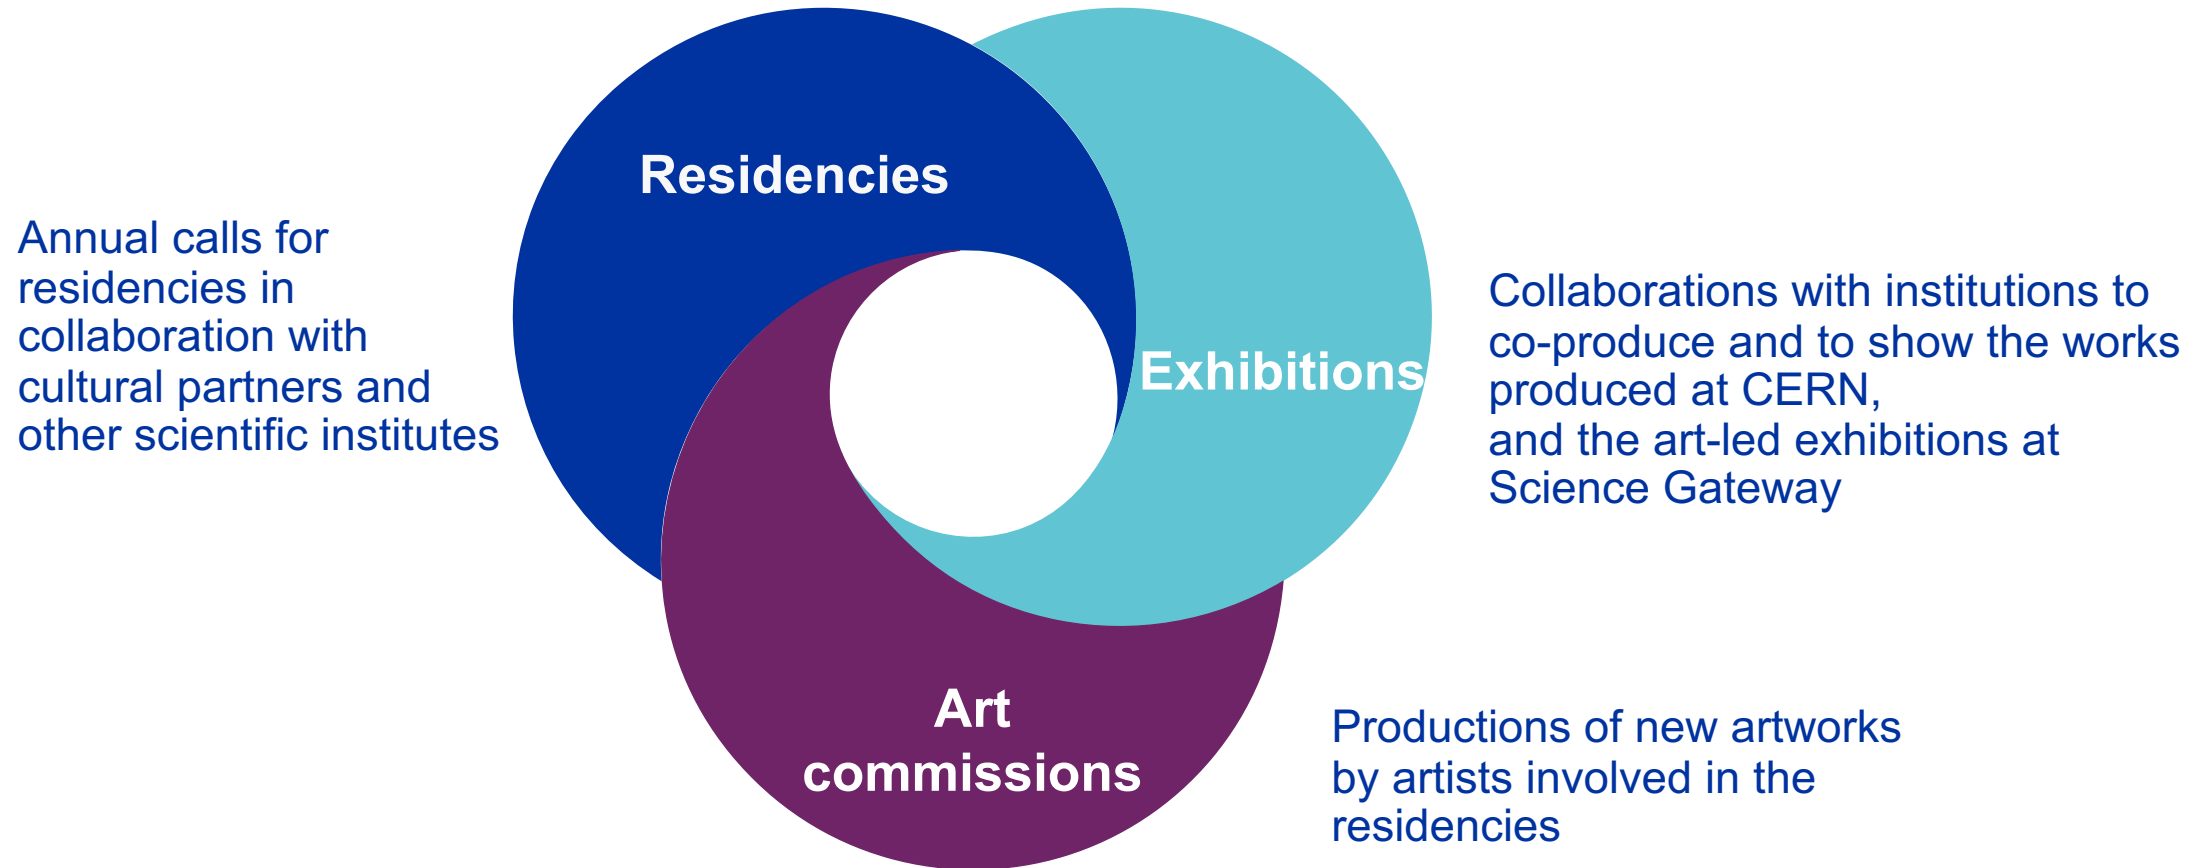 Residencies
Annual calls for
residencies in
collaboration with
cultural partners and
other scientific institutes
Exhibitions
Collaborations with institutions to
co-produce and to show the works
produced at CERN,
and the art-led exhibitions at
Science Gateway
Art
commissions
Productions of new artworks
by artists involved in the
residencies